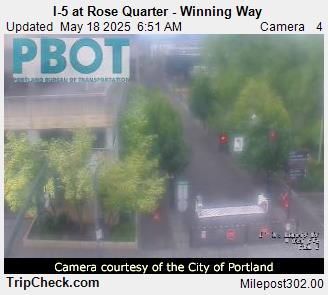 I-5 at Rose Quarter - Winning Way
Updated May 18 2025 6:51 AM Camera 4
PBOT
PORTLAND BUREAU OF TRANSPORTATION
Camera courtesy of the City of Portland
TripCheck.com Milepost302.00